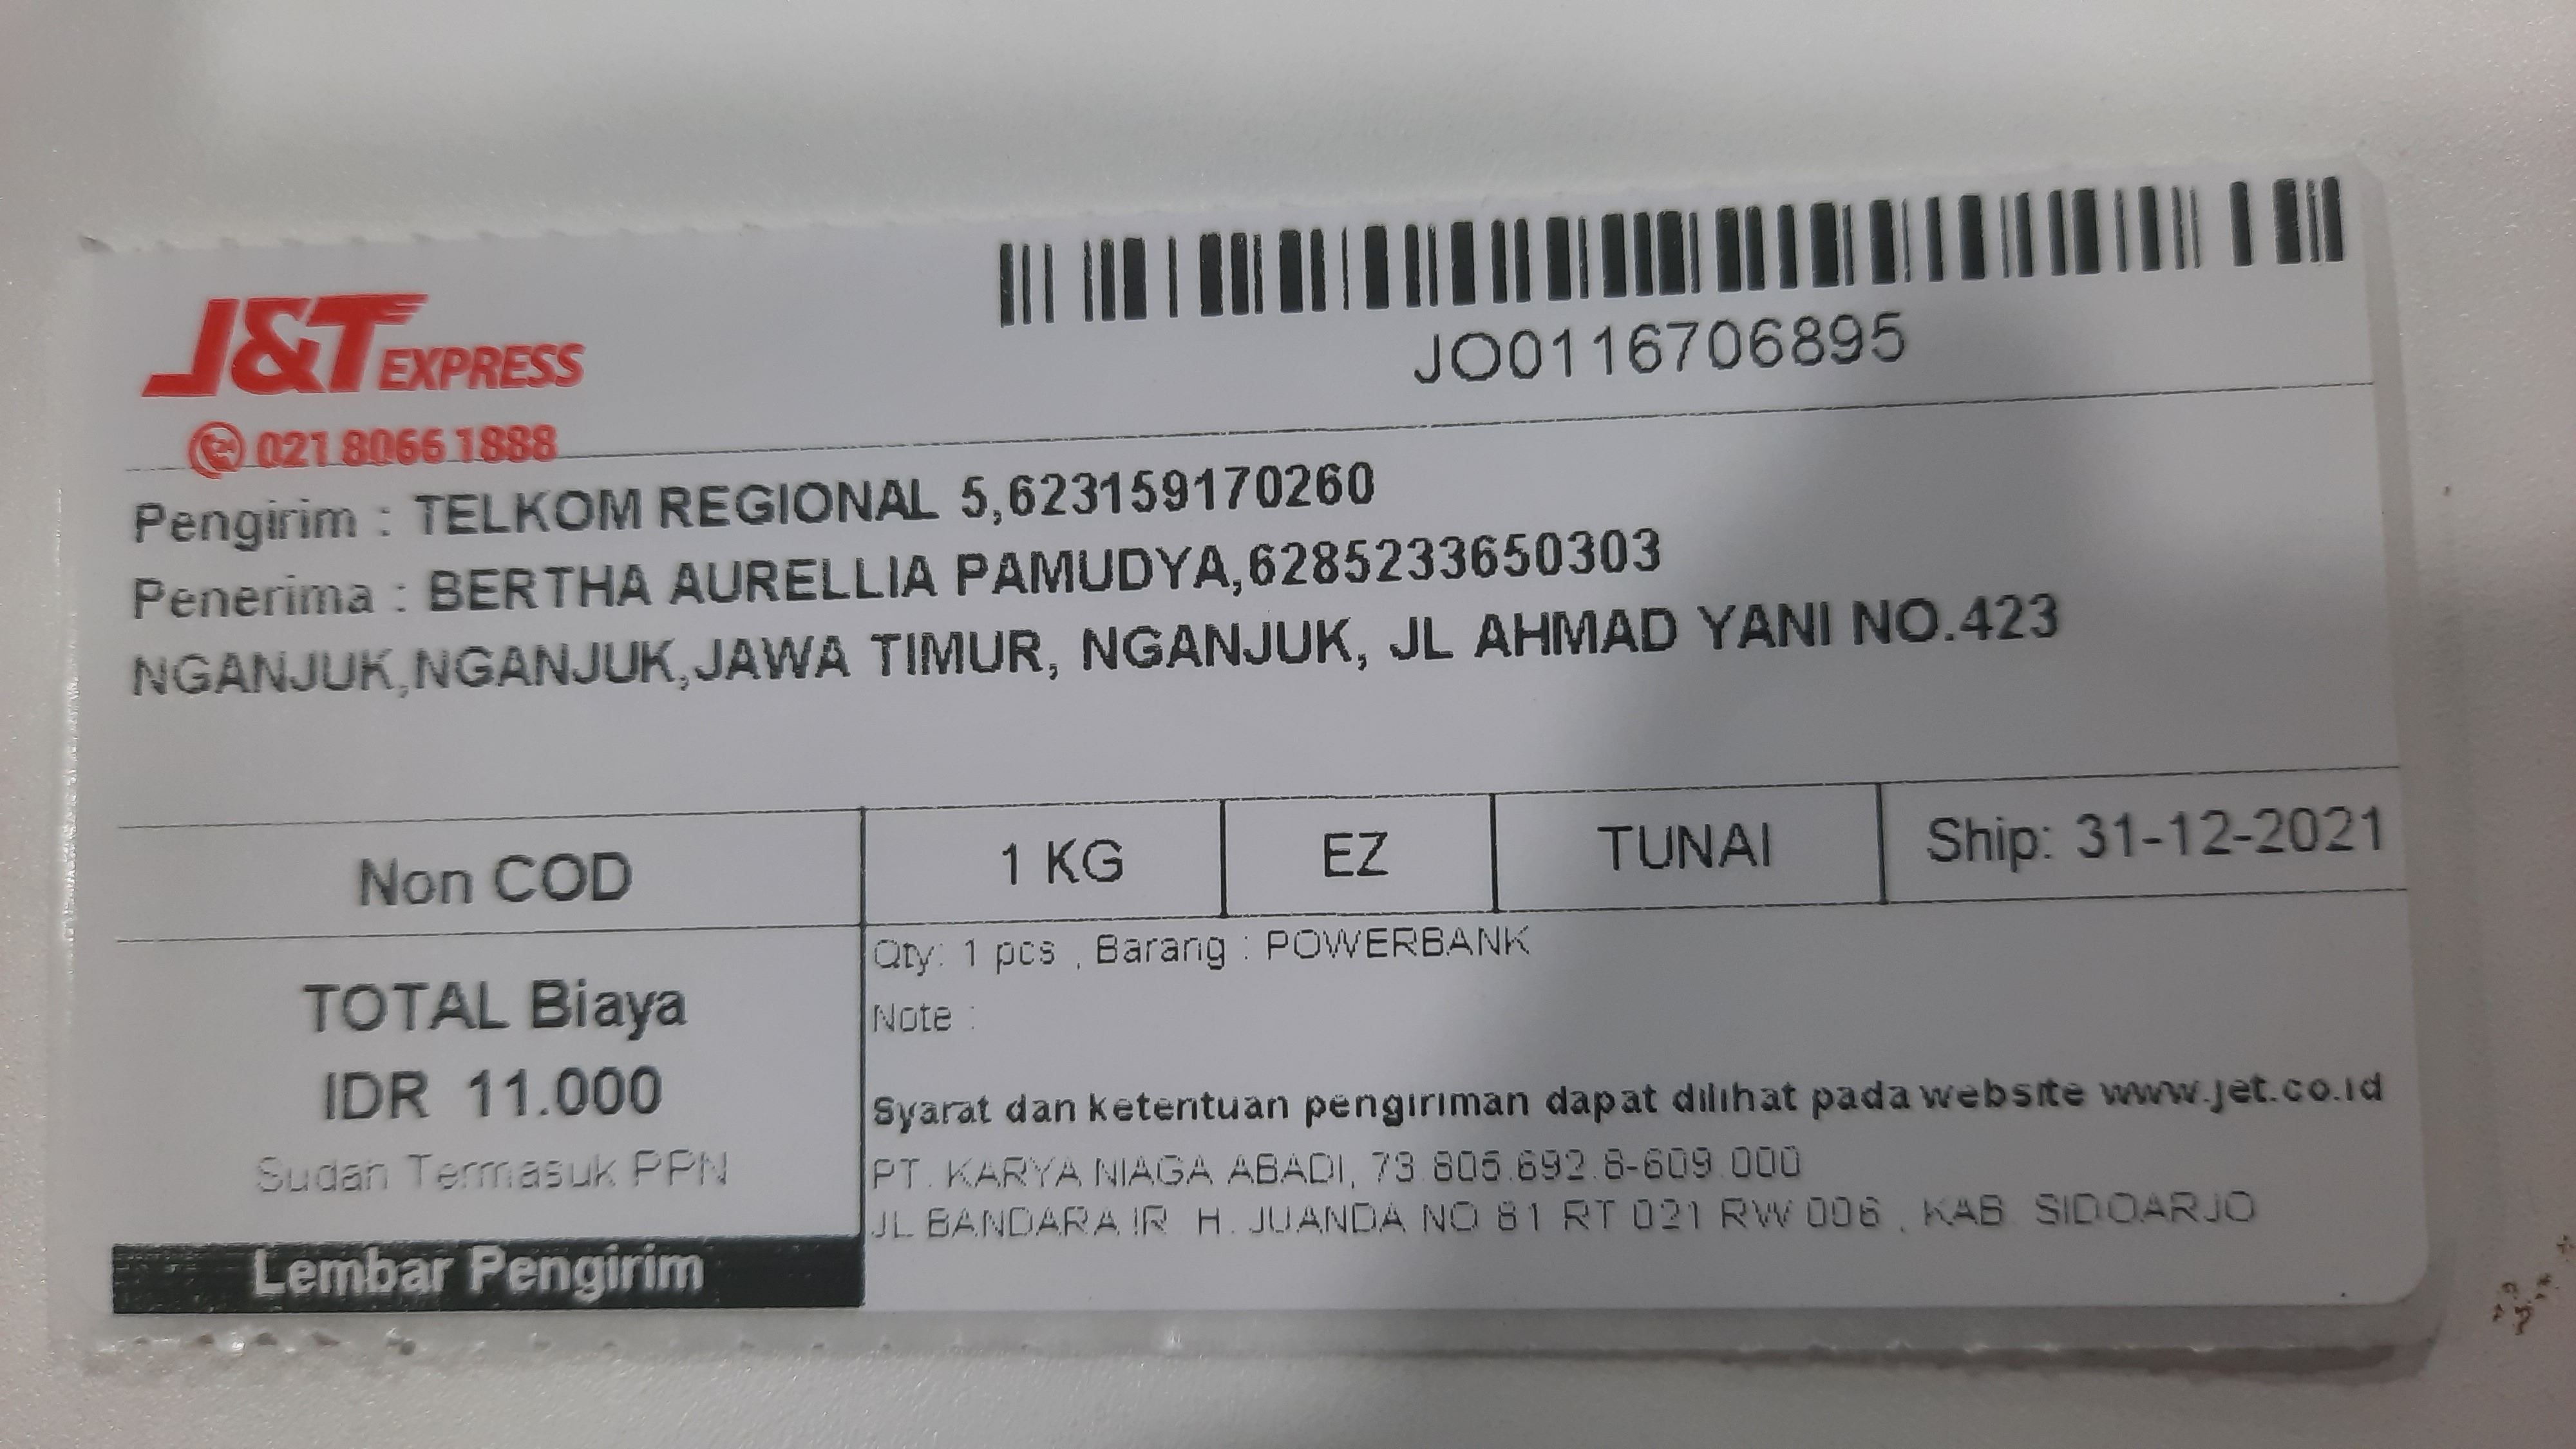 J&T EXPRESS
021 8066 1888
JO0116706895
Pengirim : TELKOM REGIONAL 5,623159170260
Penerima : BERTHA AURELLIA PAMUDYA,6285233650303
NGANJUK,NGANJUK,JAWA TIMUR, NGANJUK, JL AHMAD YANI NO.423
Non COD
1 KG
EZ
TUNAI
Ship: 31-12-2021
TOTAL Biaya
IDR 11.000
Sudah Termasuk PPN
Lembar Pengirim
Qty: 1 pcs , Barang : POWERBANK
Note :
Syarat dan ketentuan pengiriman dapat dilihat pada website www.jet.co.id
PT. KARYA NIAGA ABADI, 73.805.692.8-609.000
JL BANDARA IR. H. JUANDA NO 81 RT 021 RW 006 , KAB. SIDOARJO